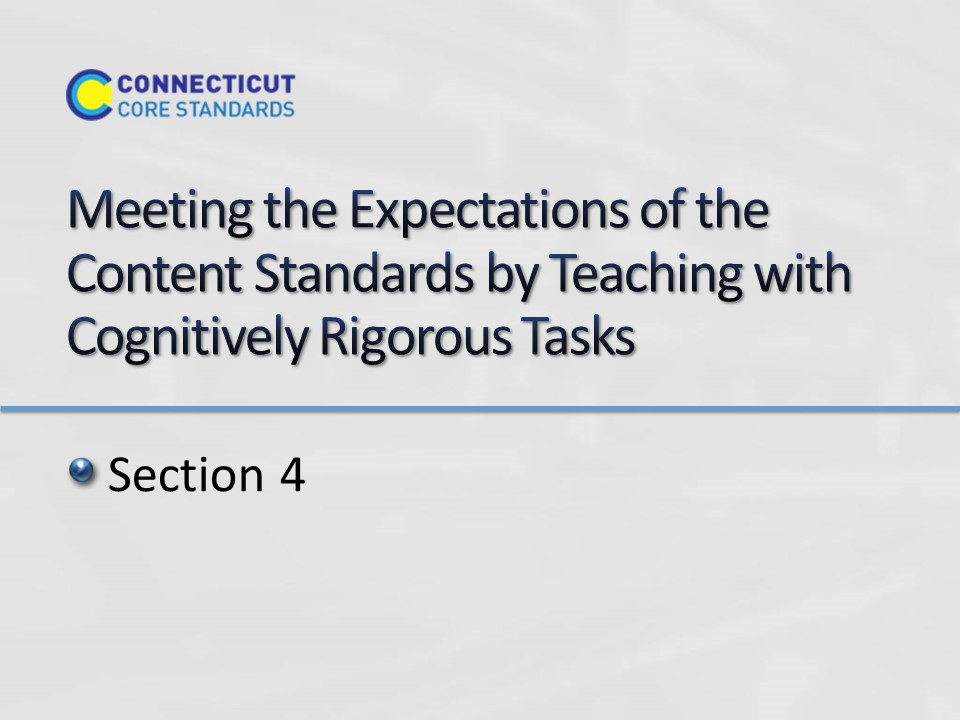 CONNECTICUT
CORE STANDARDS
Meeting the Expectations of the
Content Standards by Teaching with
Cognitively Rigorous Tasks
Section 4